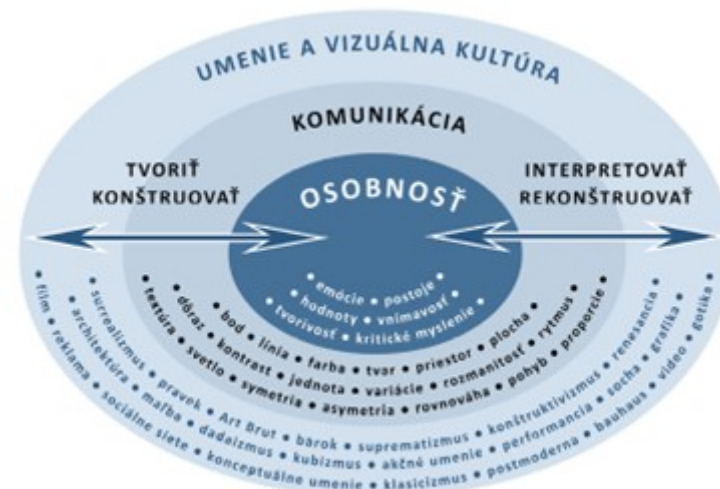 UMENIE A VIZUÁLNA KULTÚRA
KOMUNIKÁCIA
TVORIŤ
KONŠTRUOVAŤ
INTERPRETOVAŤ
REKONŠTRUOVAŤ
OSOBNOSŤ
• emócie • postoje •
• hodnoty • vnímavosť •
• tvorivosť • kritické myslenie •
• bod • línia • farba • tvar • priestor • plocha •
• dôraz • kontrast • jednota • variácie • rozmanitosť • rytmus •
• textúra • svetlo • symetria • asymetria • rovnováha • pohyb • proporcie •
• surrealizmus • pravek • Art Brut • barok • suprematizmus • konštruktivizmus • renesancia •
• architektúra • maľba • dadaizmus • kubizmus • akčné umenie • performancia • socha • grafika •
• film • reklama • sociálne siete • konceptuálne umenie • klasicizmus • postmoderna • bauhaus • video • gotika •